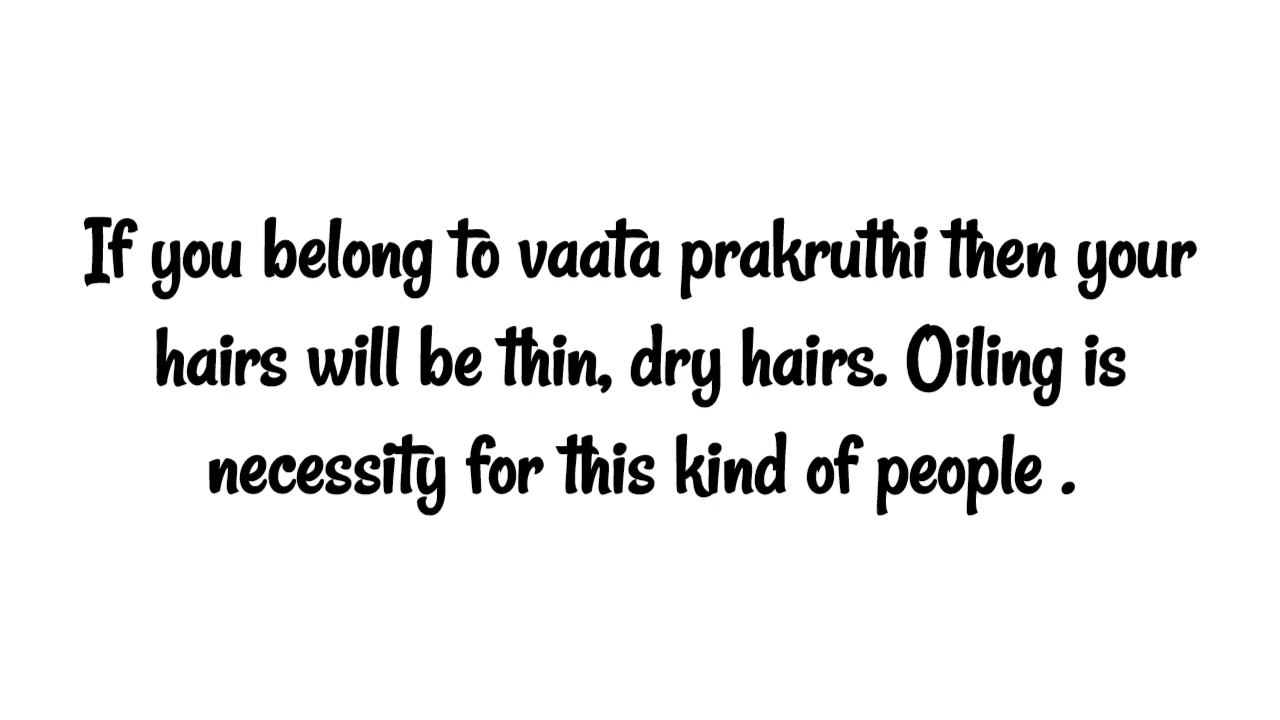 If you belong to vaata prakruthi then your
hairs will be thin, dry hairs. Oiling is
necessity for this kind of people .